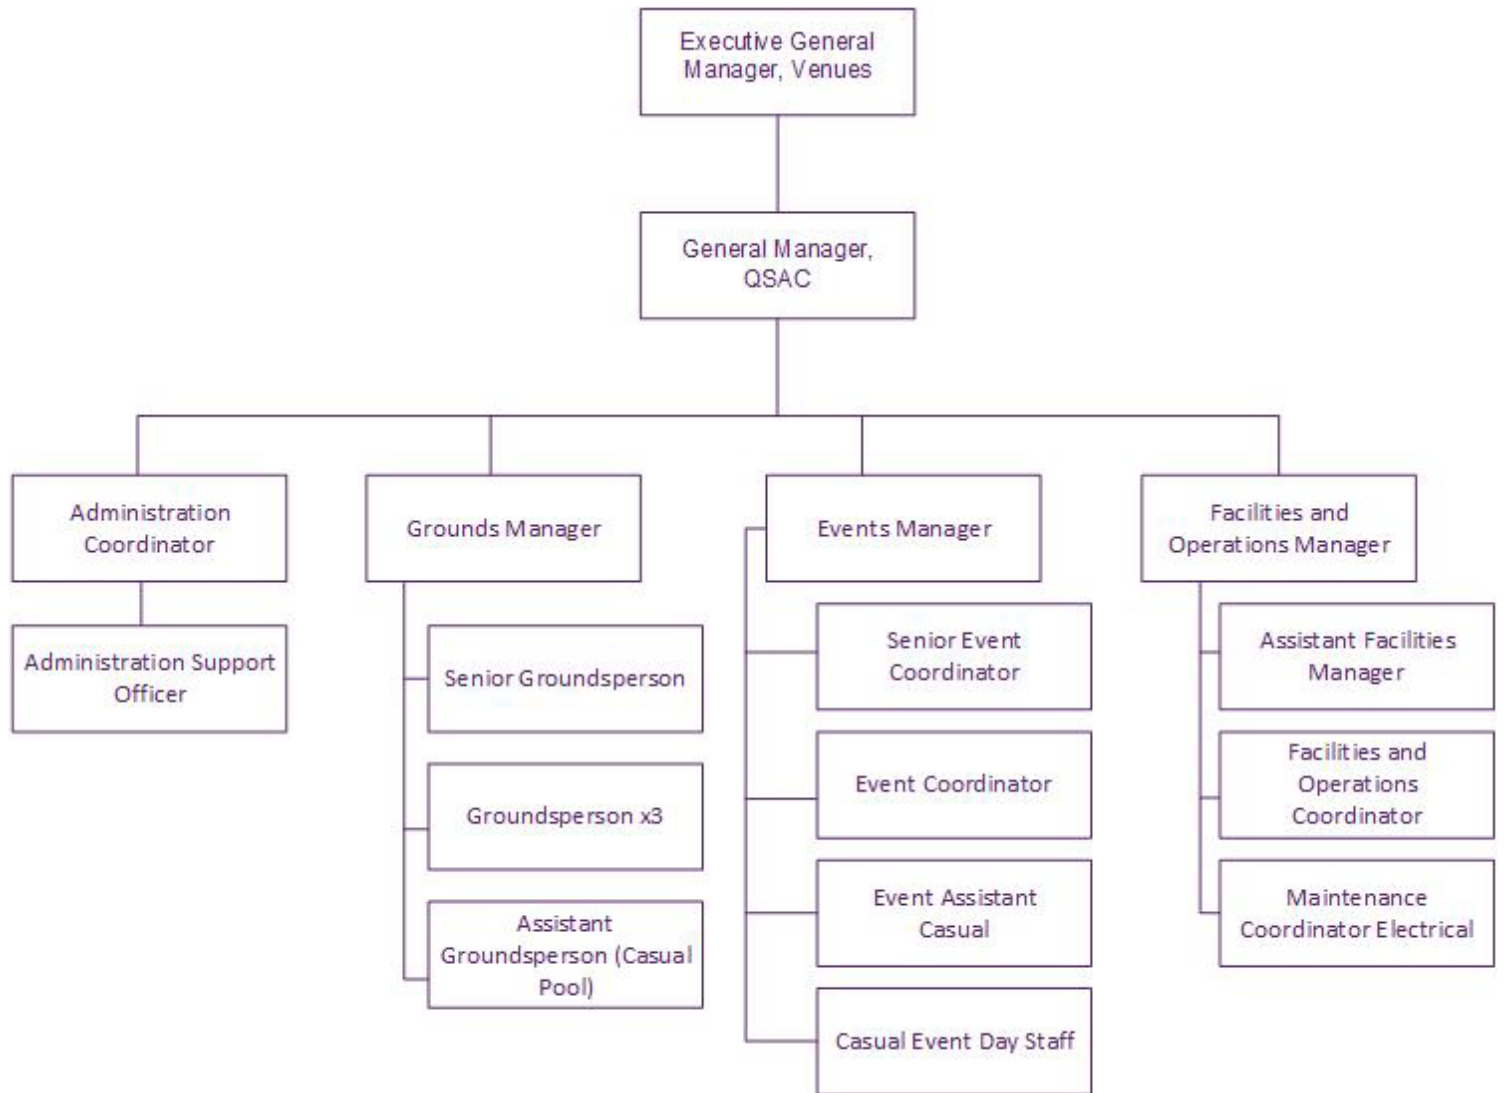 Executive General
Manager, Venues
General Manager,
QSAC
Administration
Coordinator
Administration Support
Officer
Grounds Manager
Senior Groundsperson
Groundsperson x3
Assistant
Groundsperson (Casual
Pool)
Events Manager
Senior Event
Coordinator
Event Coordinator
Event Assistant
Casual
Casual Event Day Staff
Facilities and
Operations Manager
Assistant Facilities
Manager
Facilities and
Operations
Coordinator
Maintenance
Coordinator Electrical